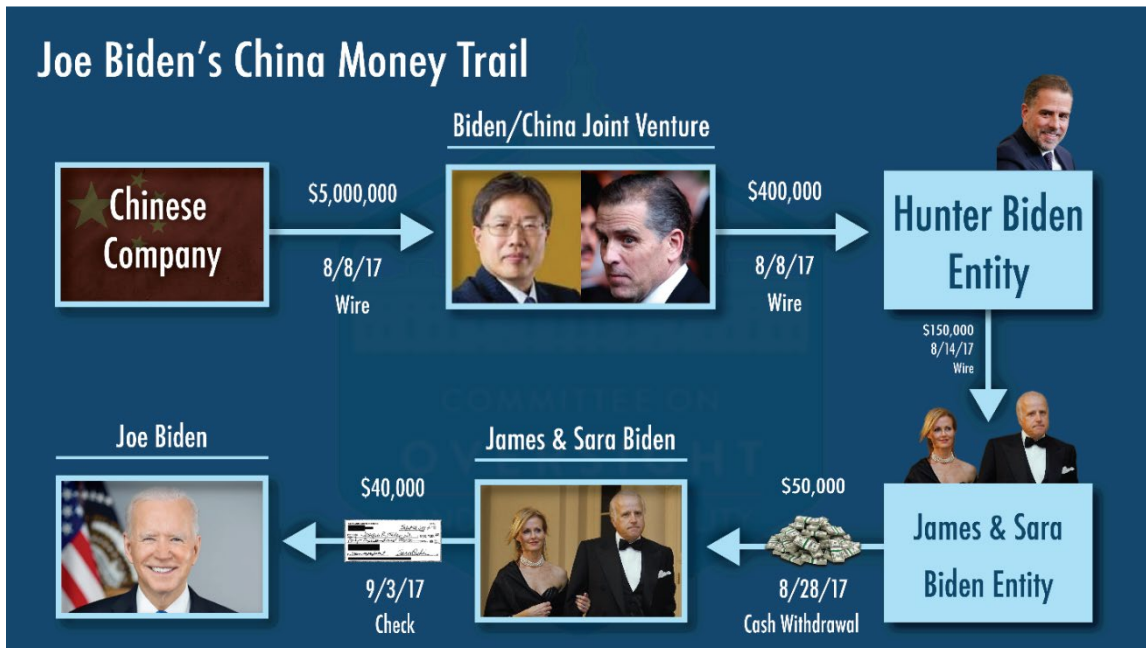 Joe Biden's China Money Trail
Biden/China Joint Venture
Chinese
Company
$5,000,000
8/8/17
Wire
$400,000
8/8/17
Wire
Hunter Biden
Entity
$150,000
8/14/17
Wire
COMMITTEE ON
OVERSIGHT
Joe Biden
$40,000
9/3/17
Check
James & Sara Biden
$50,000
8/28/17
Cash Withdrawal
James & Sara
Biden Entity